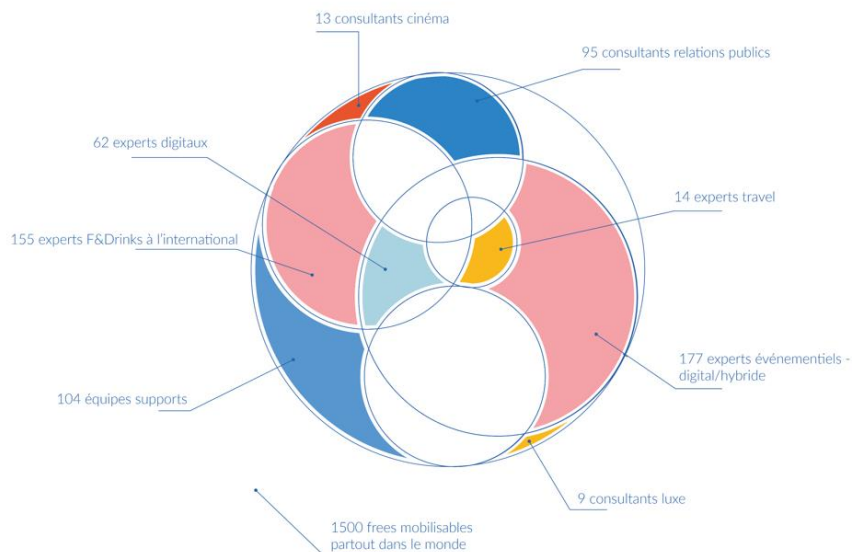 13 consultants cinéma
95 consultants relations publics
62 experts digitaux
14 experts travel
155 experts F&Drinks à l'international
177 experts événementiels -
digital/hybride
104 équipes supports
9 consultants luxe
1500 frees mobilisables
partout dans le monde